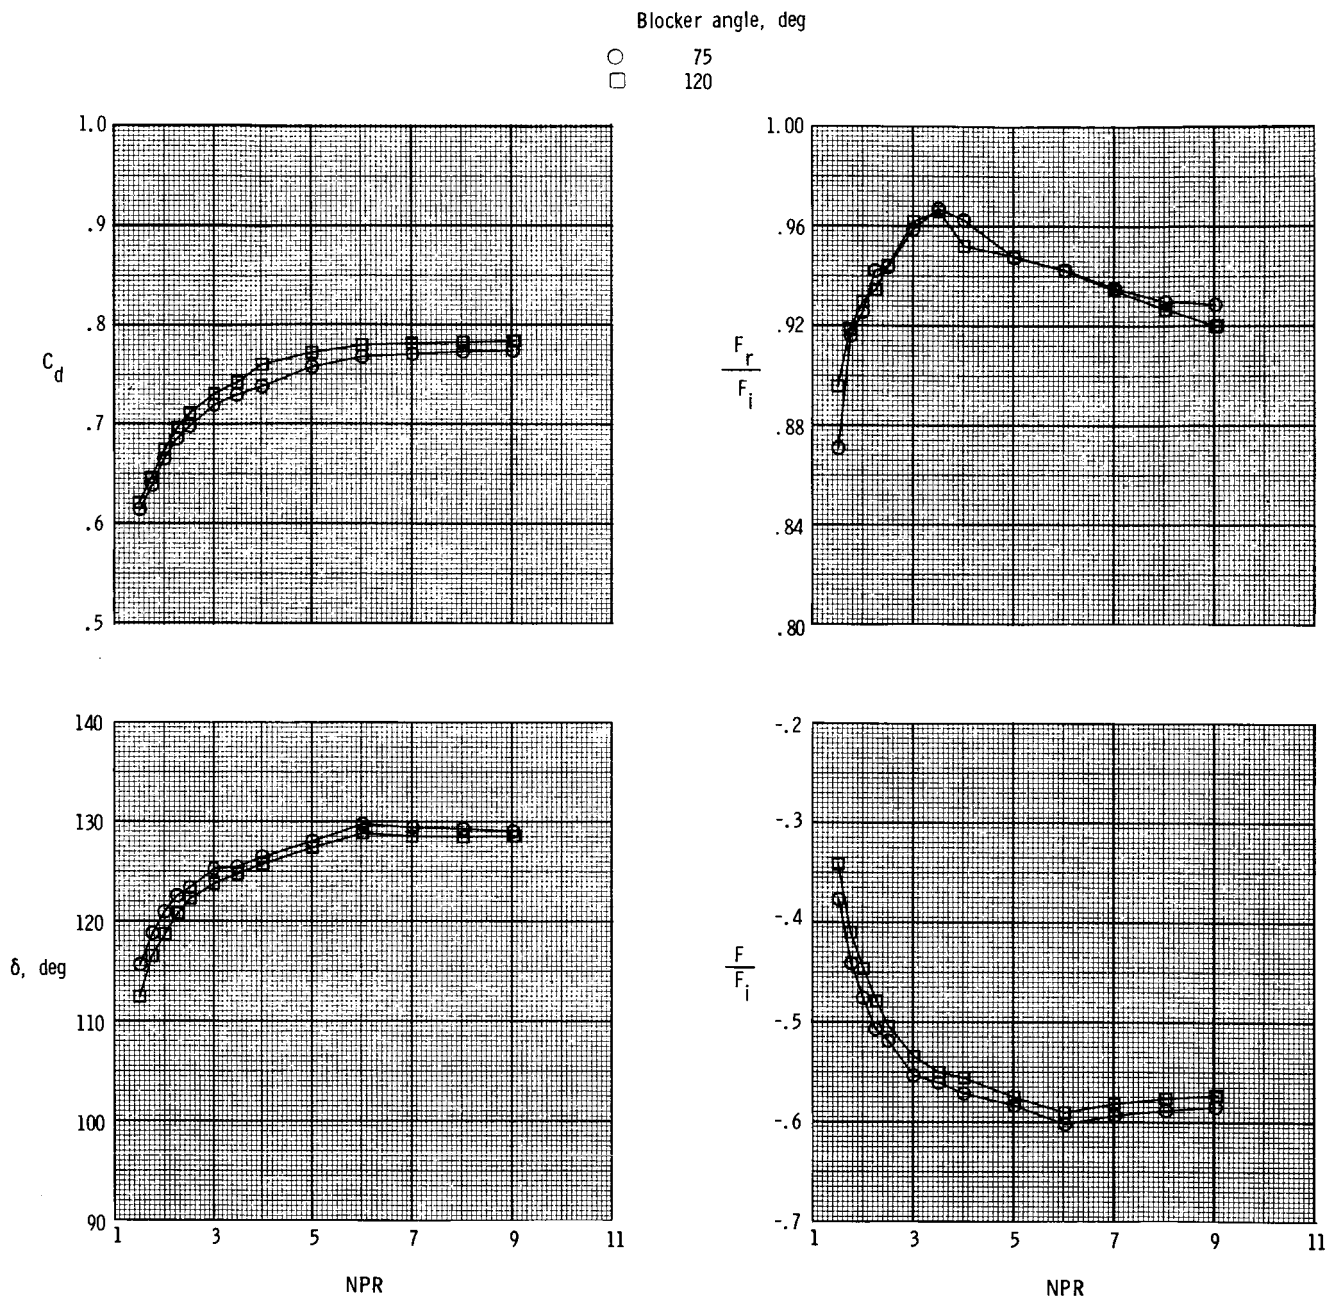 Blocker angle, deg
○ 75
□ 120
1.0
.9
.8
.7
.6
.5
C_d
1.00
.96
.92
.88
.84
.80
F_r
F_i
140
130
120
110
100
90
δ, deg
1 3 5 7 9 11
NPR
-.2
-.3
-.4
-.5
-.6
-.7
F
F_i
1 3 5 7 9 11
NPR